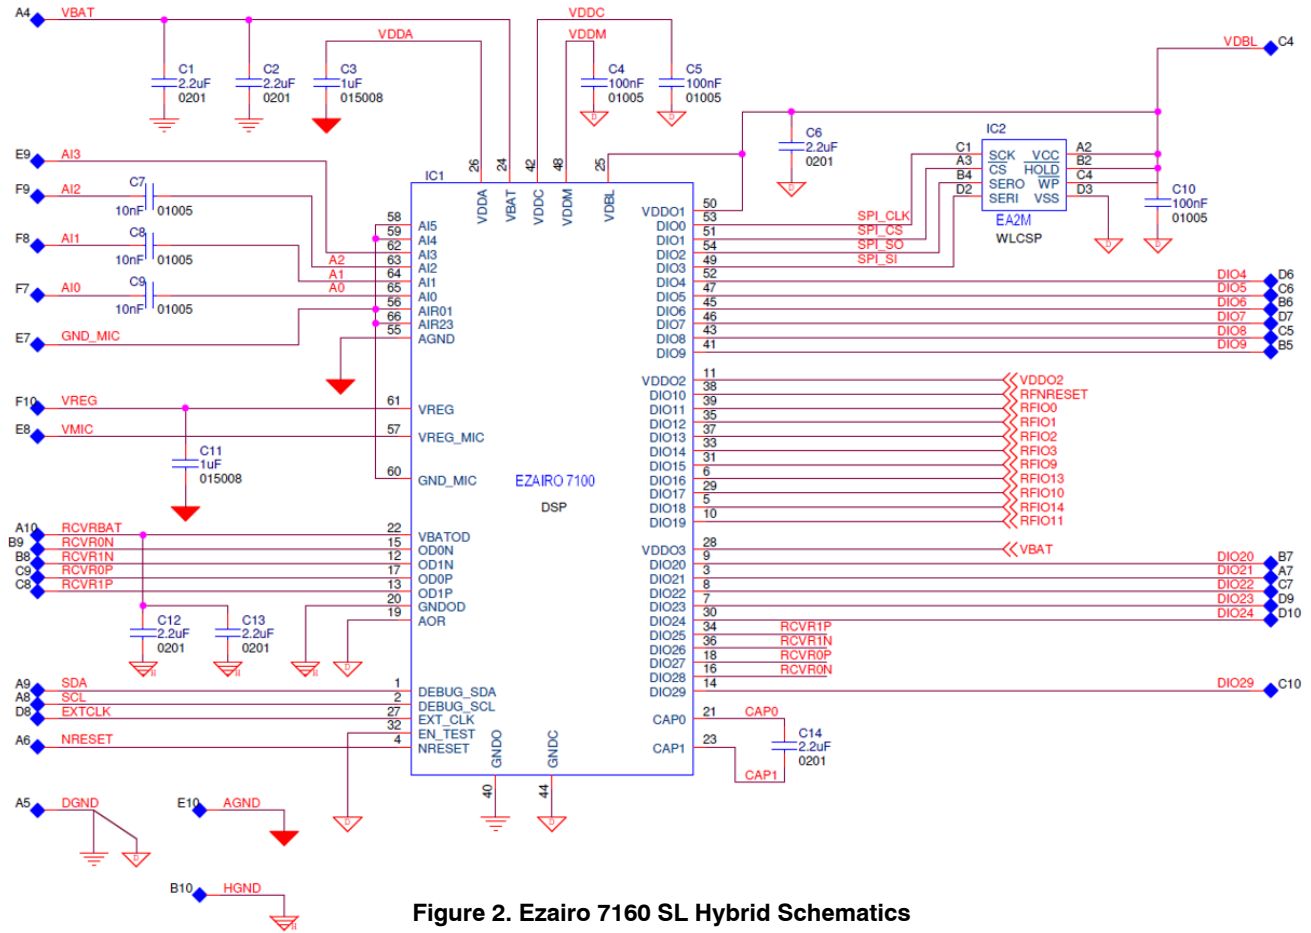 A4 VBAT
VDDC
VDDA
VDDM
VDBL C4
C1
2.2uF
0201
C2
2.2uF
0201
C3
1uF
015008
C4
100nF
01005
D
C5
100nF
01005
D
C6
2.2uF
0201
D
IC2
C1 SCK VCC A2
A3 CS HOLD B2
B4 SERO WP C4
D2 SERI VSS D3
EA2M
WLCSP
D
C10
100nF
01005
D
E9 AI3
F9 AI2
C7
10nF 01005
F8 AI1
C8
10nF 01005
F7 AI0
C9
10nF 01005
E7 GND_MIC
A2
A1
A0
IC1
26 VDDA
24 VBAT
42 VDDC
48 VDDM
25 VDBL
58 AI5
59 AI4
62 AI3
63 AI2
64 AI1
65 AI0
56 AIR01
66 AIR23
55 AGND
F10 VREG
61 VREG
E8 VMIC
57 VREG_MIC
C11
1uF
015008
60 GND_MIC
EZAIRO 7100
DSP
A10 RCVRBAT
22 VBATOD
B9 RCVR0N
15 OD0N
B8 RCVR1N
12 OD1N
C9 RCVR0P
17 OD0P
C8 RCVR1P
13 OD1P
20 GNDOD
19 AOR
C12
2.2uF
0201
H
C13
2.2uF
0201
H
H
D
A9 SDA
1 DEBUG_SDA
A8 SCL
2 DEBUG_SCL
D8 EXTCLK
27 EXT_CLK
32 EN_TEST
A6 NRESET
4 NRESET
D
GNDO 40
GNDC 44
D
VDDO1 50
DIO0 53 SPI_CLK
DIO1 51 SPI_CS
DIO2 54 SPI_SO
DIO3 49 SPI_SI
DIO4 52 DIO4 D6
DIO5 47 DIO5 C6
DIO6 45 DIO6 B6
DIO7 46 DIO7 D7
DIO8 43 DIO8 C5
DIO9 41 DIO9 B5
VDDO2 11 VDDO2
DIO10 38 RFNRESET
DIO11 39 RFIO0
DIO12 35 RFIO1
DIO13 37 RFIO2
DIO14 33 RFIO3
DIO15 31 RFIO9
DIO16 6 RFIO13
DIO17 29 RFIO10
DIO18 5 RFIO14
DIO19 10 RFIO11
VDDO3 28 VBAT
DIO20 9 DIO20 B7
DIO21 3 DIO21 A7
DIO22 8 DIO22 C7
DIO23 7 DIO23 D9
DIO24 30 DIO24 D10
DIO25 34 RCVR1P
DIO26 36 RCVR1N
DIO27 18 RCVR0P
DIO28 16 RCVR0N
DIO29 14 DIO29 C10
CAP0 21 CAP0
CAP1 23 CAP1
C14
2.2uF
0201
A5 DGND
D
E10 AGND
B10 HGND
H
Figure 2. Ezairo 7160 SL Hybrid Schematics